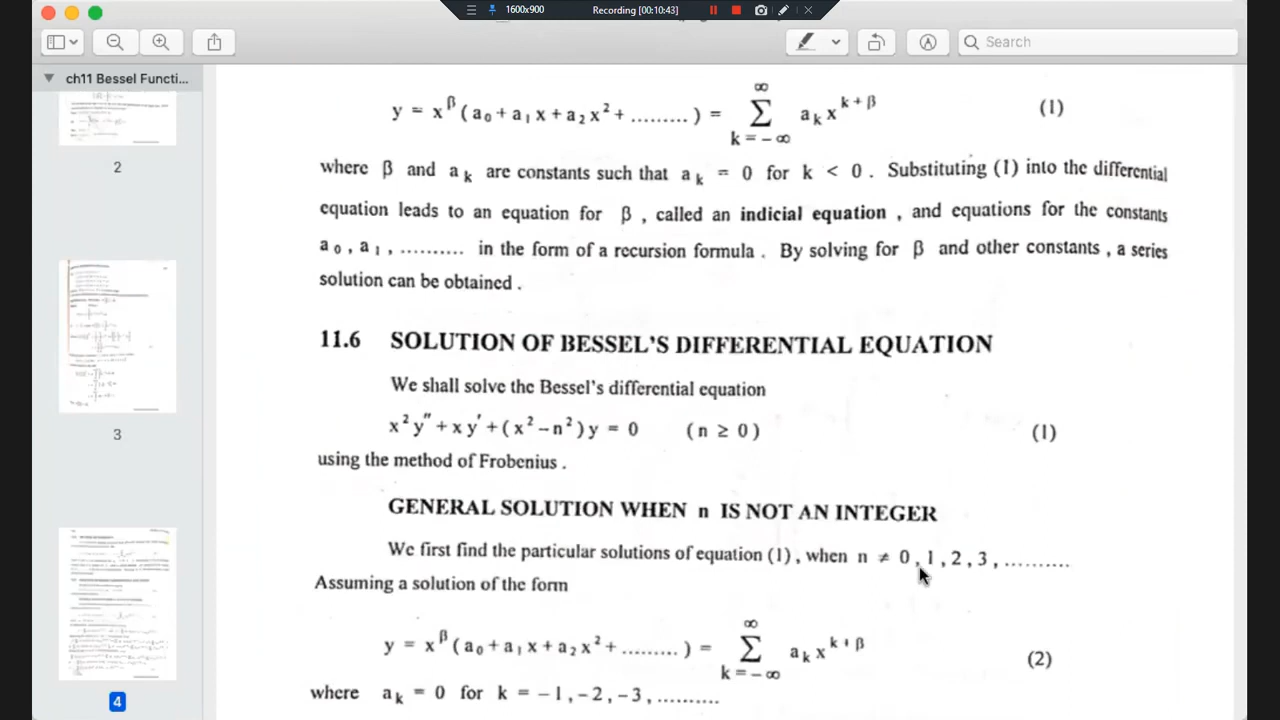 1600x900 Recording [00:10:43]
Search
ch11 Bessel Functi...
2
3
4
y = x^β ( a₀ + a₁ x + a₂ x² + ......... ) = ∑_{k = -∞}^{∞} a_k x^{k + β} (1)
where β and a_k are constants such that a_k = 0 for k < 0 . Substituting (1) into the differential
equation leads to an equation for β , called an indicial equation , and equations for the constants
a₀ , a₁ , .......... in the form of a recursion formula . By solving for β and other constants , a series
solution can be obtained .
11.6 SOLUTION OF BESSEL'S DIFFERENTIAL EQUATION
We shall solve the Bessel's differential equation
x² y″ + x y′ + ( x² – n² ) y = 0 ( n ≥ 0 ) (1)
using the method of Frobenius .
GENERAL SOLUTION WHEN n IS NOT AN INTEGER
We first find the particular solutions of equation (1) , when n ≠ 0 , 1 , 2 , 3 , ...........
Assuming a solution of the form
y = x^β ( a₀ + a₁ x + a₂ x² + ......... ) = ∑_{k = -∞}^{∞} a_k x^{k + β} (2)
where a_k = 0 for k = –1 , –2 , –3 , ..........